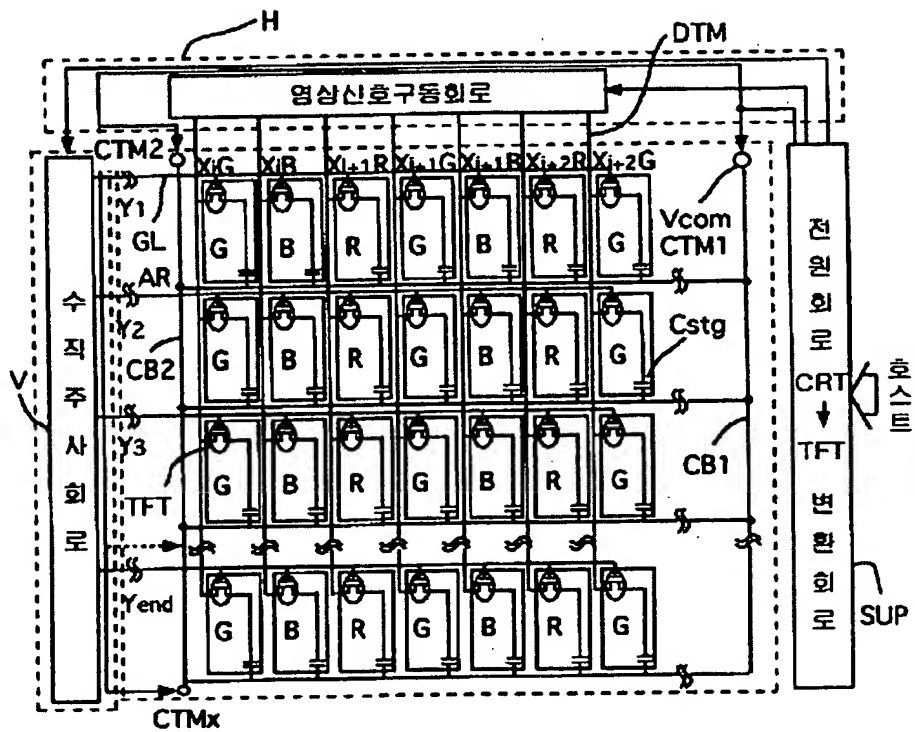 H
DTM
영상신호구동회로
CTM2
XiG XiB Xi+1R Xi+1G Xi+1B Xi+2R Xi+2G
Y1
GL
G B R G B R G
Vcom
CTM1
AR
Y2
CB2
G B R G B R G
Cstg
V
수직주사회로
Y3
TFT
G B R G B R G
CB1
전원회로
CRT
TFT
변환회로
호스트
SUP
Yend
G B R G B R G
CTMx